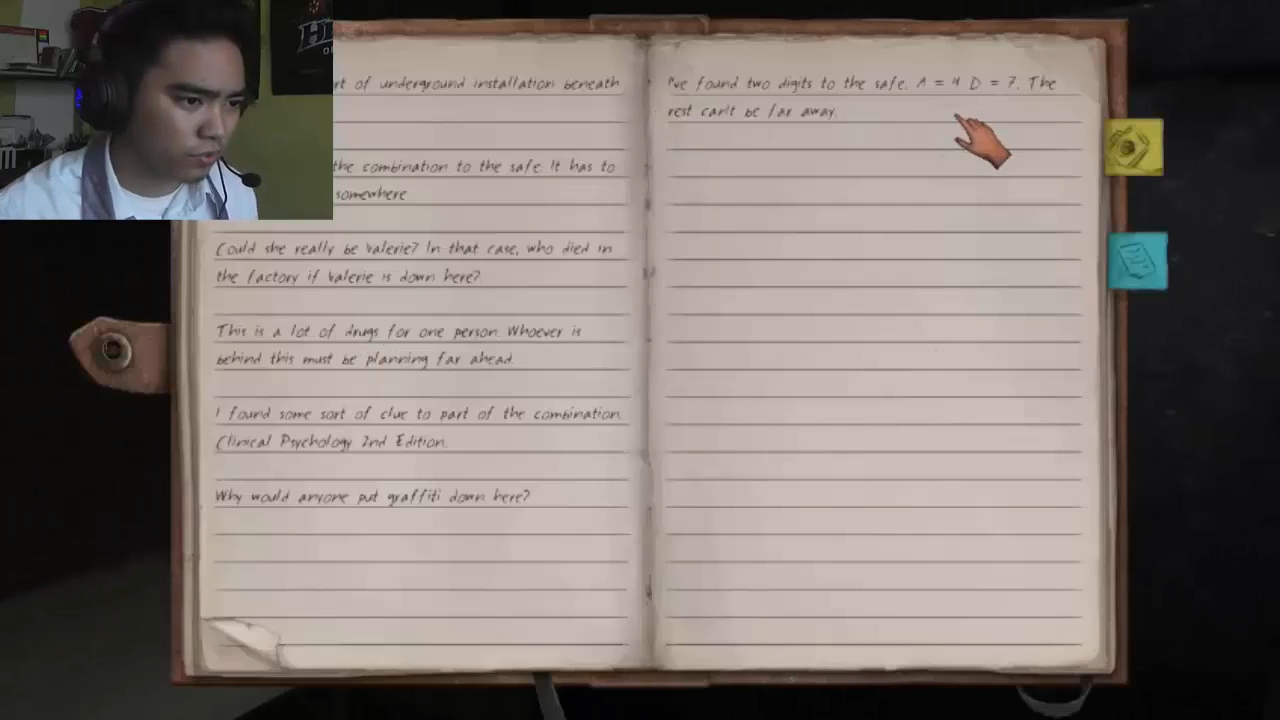 rt of underground installation beneath
the combination to the safe. It has to
somewhere
Could she really be Valerie? In that case, who died in
the factory if Valerie is down here?
This is a lot of drugs for one person. Whoever is
behind this must be planning far ahead.
I found some sort of clue to part of the combination.
Clinical Psychology 2nd Edition.
Why would anyone put graffiti down here?
I've found two digits to the safe. A = 4 D = 7. The
rest can't be far away.